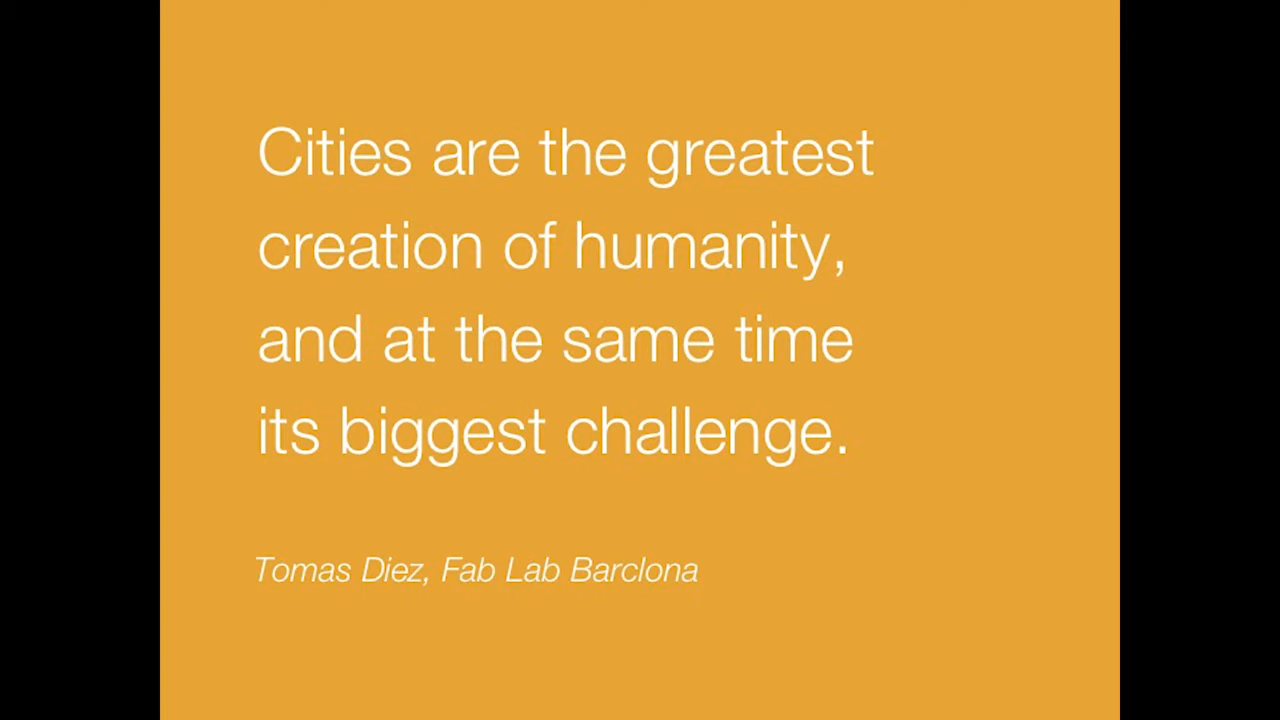 Cities are the greatest
creation of humanity,
and at the same time
its biggest challenge.
Tomas Diez, Fab Lab Barclona